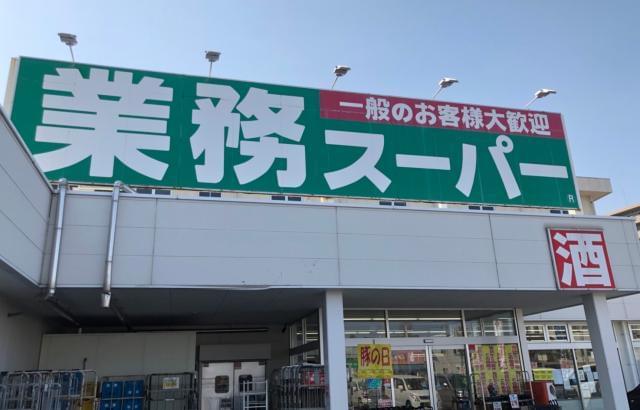 一般のお客様大歓迎
業務スーパー
R
酒
豚の日